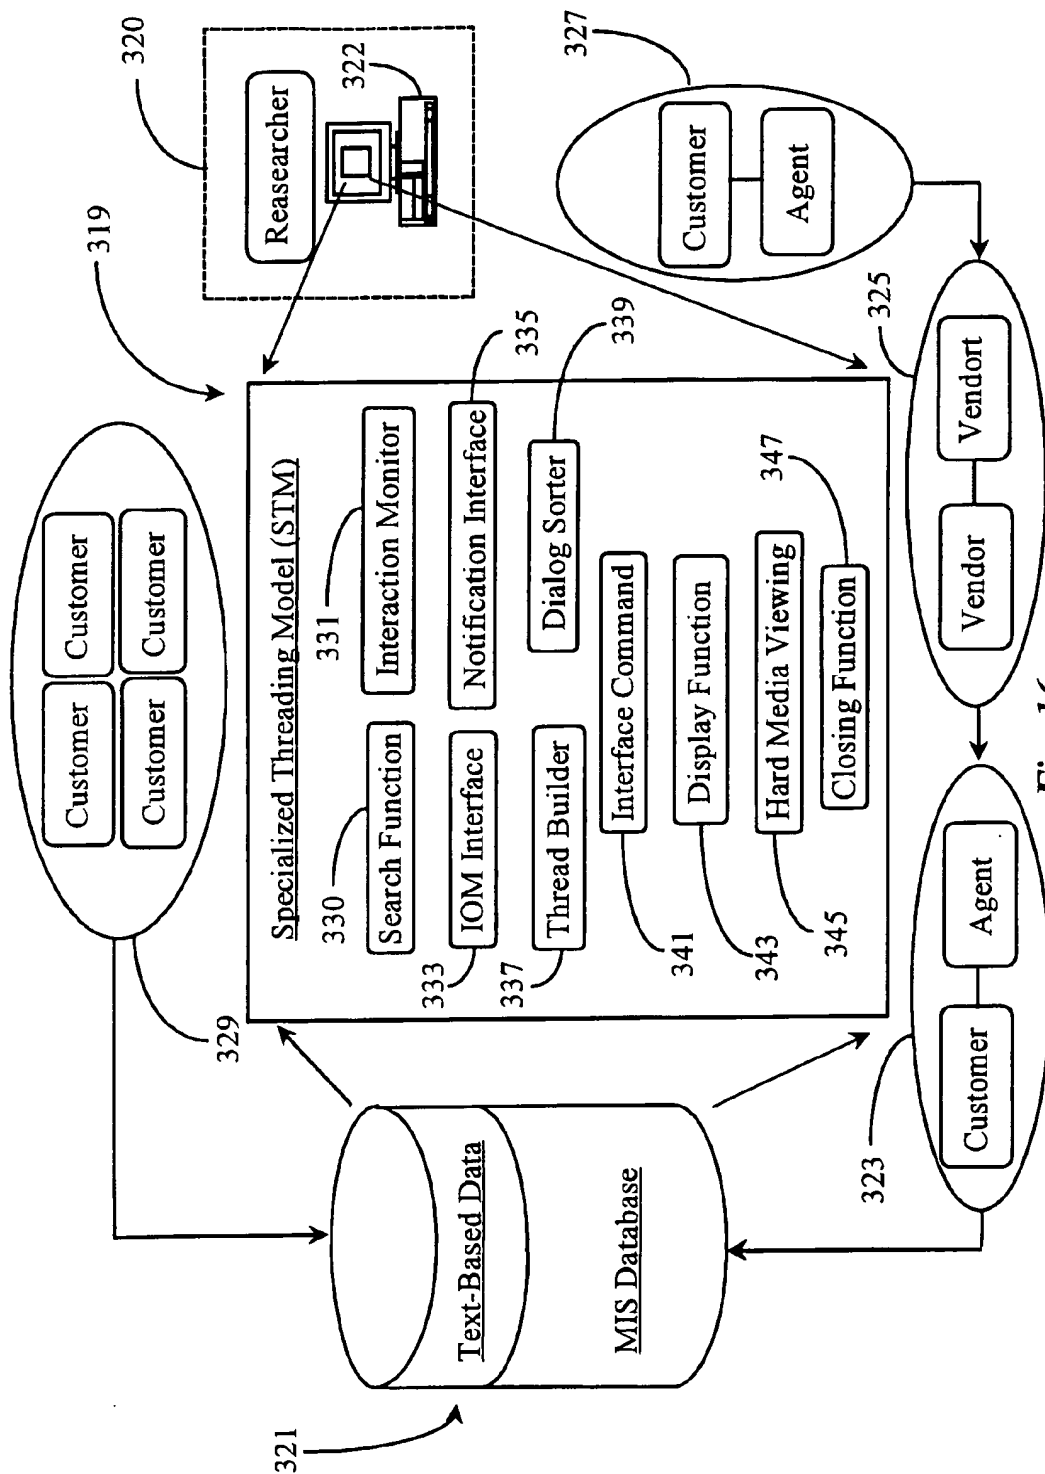 Customer Customer
Customer Customer
319
320
329
Specialized Threading Model (STM)
Reasearcher
321
330
331
322
Search Function
Interaction Monitor
333
IOM Interface
Notification Interface
335
Text-Based Data
337
Thread Builder
Dialog Sorter
339
327
MIS Database
Interface Command
341
Customer
Display Function
343
Hard Media Viewing
345
347
Agent
Closing Function
323
325
Customer
Agent
Vendor
Vendort